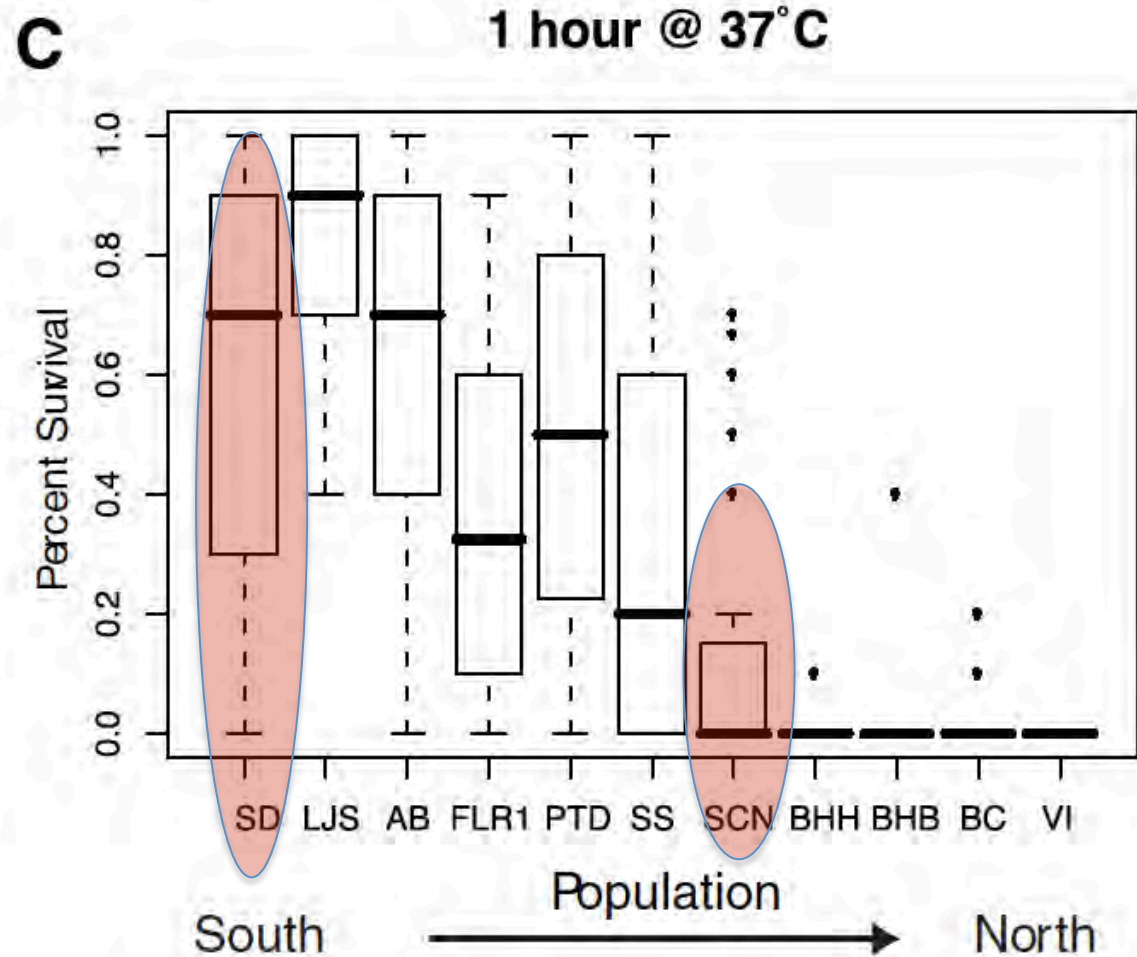 C
1 hour @ 37°C
Percent Survival
1.0
0.8
0.6
0.4
0.2
0.0
SD LJS AB FLR1 PTD SS SCN BHH BHB BC VI
Population
South North